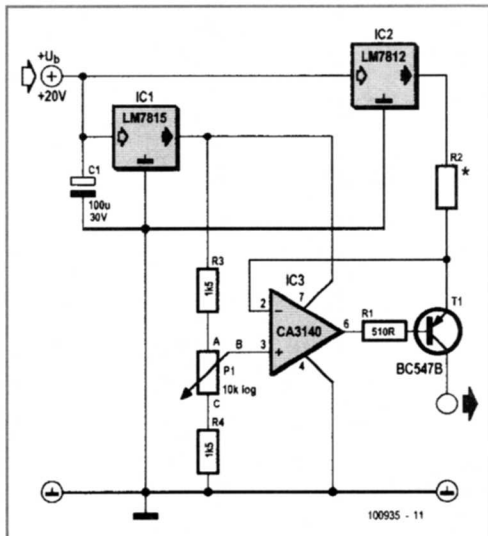 +Ub
+20V
IC1
LM7815
IC2
LM7812
C1
100u
30V
R2
*
R3
1k5
IC3
2
7
CA3140
6
3
4
R1
510R
T1
BC547B
A
B
P1
10k log
C
R4
1k5
100935 - 11